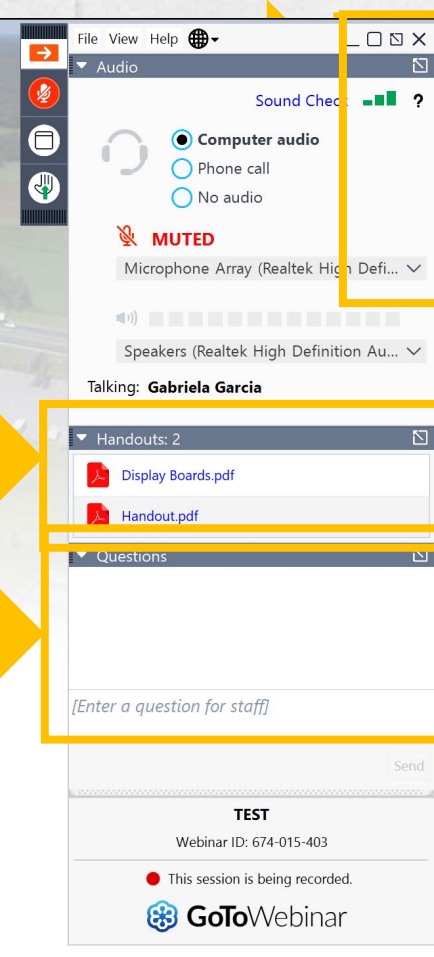 File View Help
Audio
Sound Check ?
Computer audio
Phone call
No audio
MUTED
Microphone Array (Realtek High Defi...
Speakers (Realtek High Definition Au...
Talking: Gabriela Garcia
Handouts: 2
Display Boards.pdf
Handout.pdf
Questions
[Enter a question for staff]
Send
TEST
Webinar ID: 674-015-403
This session is being recorded.
GoToWebinar